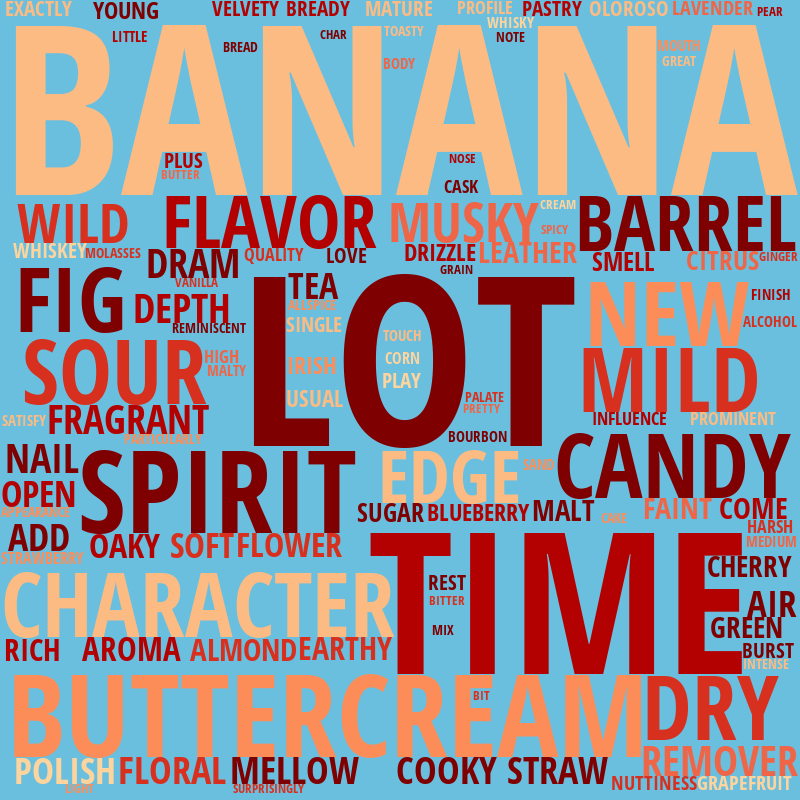 EXACTLY YOUNG VELVETY BREADY MATURE PROFILE PASTRY OLOROSO LAVENDER PEAR
WHISKY
LITTLE BREAD CHAR TOASTY NOTE MOUTH
BODY GREAT
BANANA
PLUS NOSE
BUTTER CASK
WILD FLAVOR MUSKY CREAM BARREL
SPICY
WHISKEY MOLASSES QUALITY LOVE DRIZZLE LEATHER SMELL CITRUS GINGER
DRAM GRAIN
FIG VANILLA TEA NEW FINISH
DEPTH ALLSPICE
REMINISCENT SINGLE LOT ALCOHOL
TOUCH
SOUR HIGH IRISH CORN MILD
MALTY PLAY
USUAL PALATE
PRETTY
SATISFY FRAGRANT INFLUENCE PROMINENT
PARTICULARLY BOURBON
NAIL SPIRIT EDGE SAND CANDY
OPEN
APPEARANCE SUGAR BLUEBERRY MALT CAKE FAINT COME
ADD HARSH
STRAWBERRY OAKY SOFT FLOWER MEDIUM
CHARACTER TIME CHERRY
REST
BITTER AIR
MIX GREEN
RICH AROMA ALMOND EARTHY BURST
INTENSE
BUTTERCREAM BIT DRY
REMOVER
POLISH FLORAL MELLOW COOKY STRAW
LIGHT SURPRISINGLY NUTTINESS GRAPEFRUIT